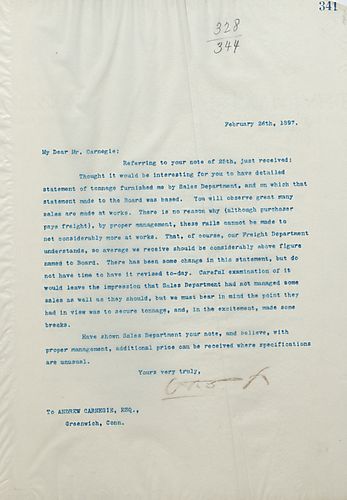 341
328
344
February 26th, 1897.
My Dear Mr. Carnegie:
Referring to your note of 25th, just received:
Thought it would be interesting for you to have detailed
statement of tonnage furnished me by Sales Department, and on which that
statement made to the Board was based. You will observe great many
sales are made at works. There is no reason why (although purchaser
pays freight), by proper management, these rails cannot be made to
net considerably more at works. That, of course, our Freight Department
understands, so average we receive should be considerably above figure
named to Board. There has been some change in this statement, but do
not have time to have it revised to-day. Careful examination of it
would leave the impression that Sales Department had not managed some
sales as well as they should, but we must bear in mind the point they
had in view was to secure tonnage, and, in the excitement, made some
breaks.
Have shown Sales Department your note, and believe, with
proper management, additional price can be received where specifications
are unusual.
Yours very truly,
To ANDREW CARNEGIE, ESQ.,
Greenwich, Conn.